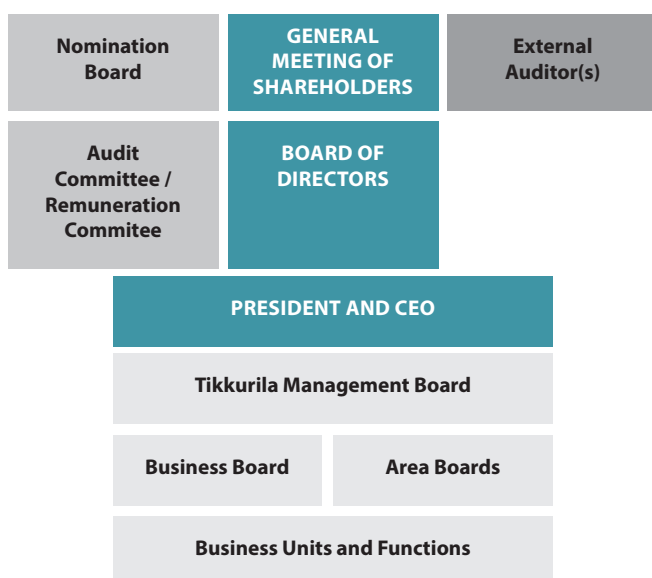 Nomination
Board
GENERAL
MEETING OF
SHAREHOLDERS
External
Auditor(s)
Audit
Committee /
Remuneration
Commitee
BOARD OF
DIRECTORS
PRESIDENT AND CEO
Tikkurila Management Board
Business Board
Area Boards
Business Units and Functions